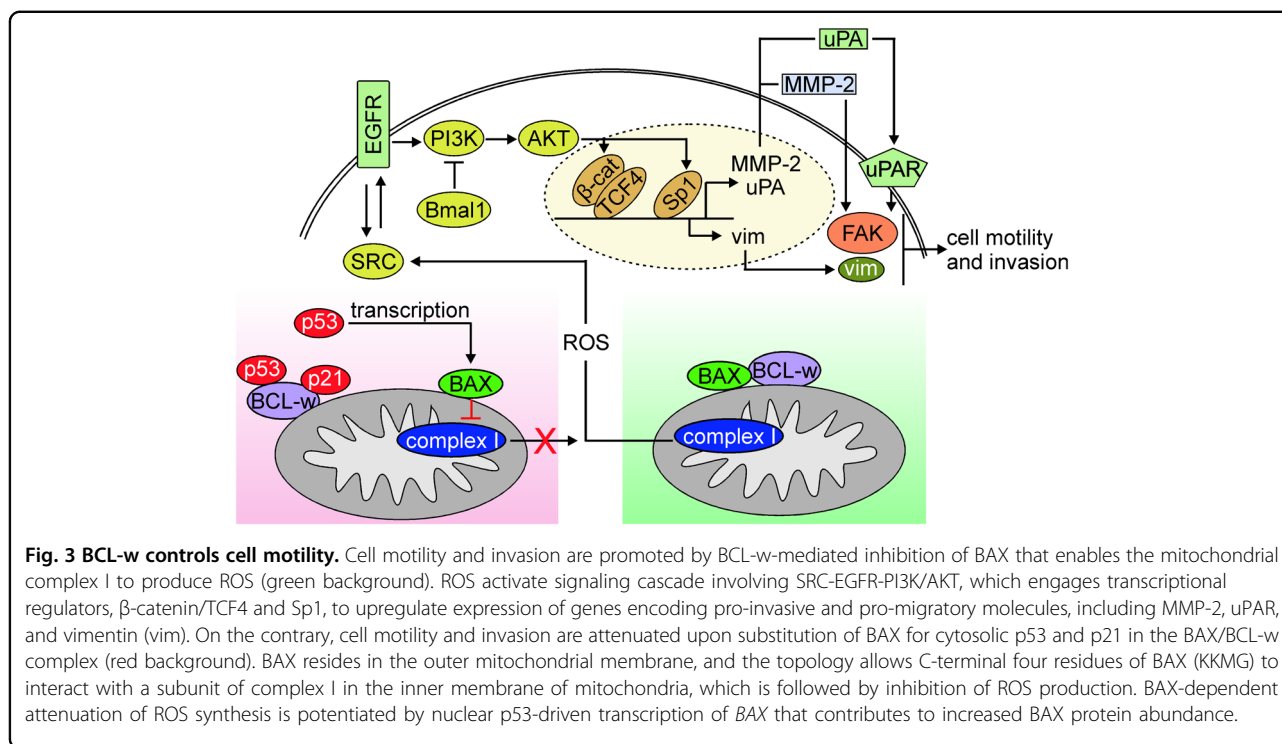 uPA
MMP-2
EGFR
PI3K
AKT
β-cat
TCF4
Sp1
MMP-2
uPA
uPAR
Bmal1
vim
FAK
vim
cell motility
and invasion
SRC
p53
transcription
ROS
p53
p21
BCL-w
BAX
BAX
BCL-w
complex I
X
complex I
Fig. 3 BCL-w controls cell motility. Cell motility and invasion are promoted by BCL-w-mediated inhibition of BAX that enables the mitochondrial
complex I to produce ROS (green background). ROS activate signaling cascade involving SRC-EGFR-PI3K/AKT, which engages transcriptional
regulators, β-catenin/TCF4 and Sp1, to upregulate expression of genes encoding pro-invasive and pro-migratory molecules, including MMP-2, uPAR,
and vimentin (vim). On the contrary, cell motility and invasion are attenuated upon substitution of BAX for cytosolic p53 and p21 in the BAX/BCL-w
complex (red background). BAX resides in the outer mitochondrial membrane, and the topology allows C-terminal four residues of BAX (KKMG) to
interact with a subunit of complex I in the inner membrane of mitochondria, which is followed by inhibition of ROS production. BAX-dependent
attenuation of ROS synthesis is potentiated by nuclear p53-driven transcription of BAX that contributes to increased BAX protein abundance.